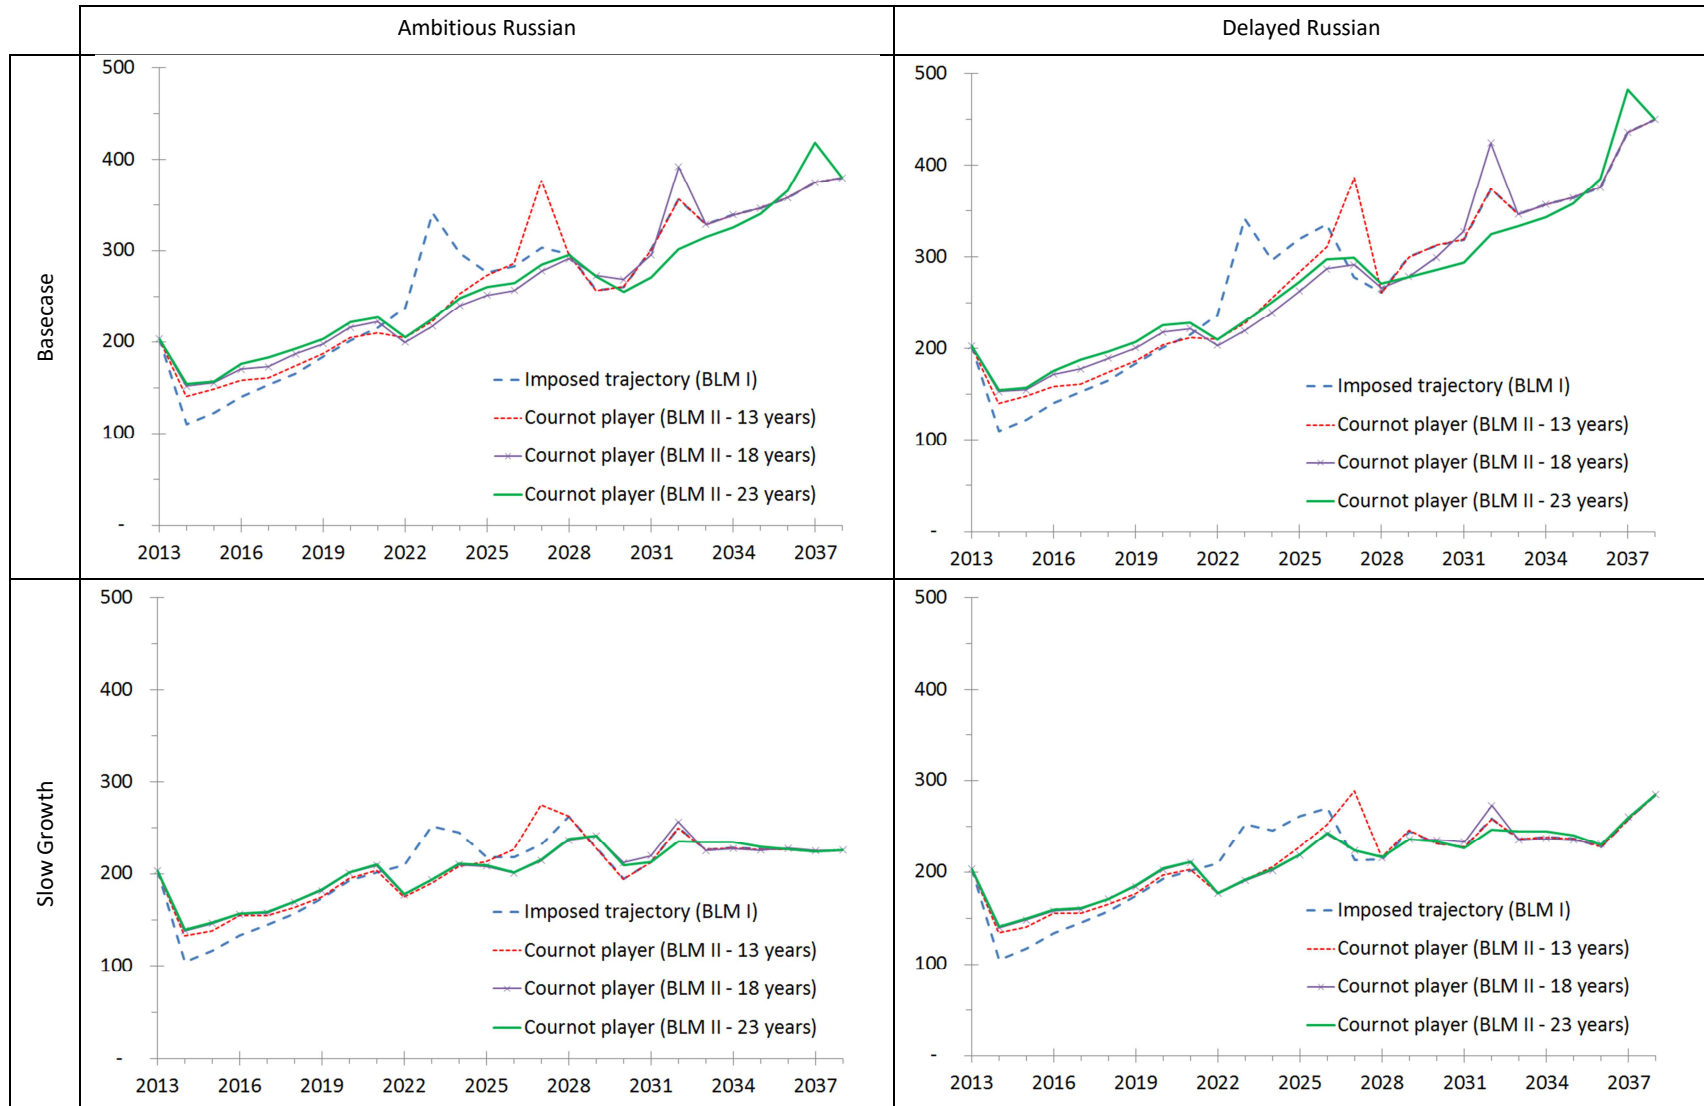 Ambitious Russian
Delayed Russian
Basecase
500
400
300
200
100
-
2013 2016 2019 2022 2025 2028 2031 2034 2037
Imposed trajectory (BLM I)
Cournot player (BLM II - 13 years)
Cournot player (BLM II - 18 years)
Cournot player (BLM II - 23 years)
500
400
300
200
100
-
2013 2016 2019 2022 2025 2028 2031 2034 2037
Imposed trajectory (BLM I)
Cournot player (BLM II - 13 years)
Cournot player (BLM II - 18 years)
Cournot player (BLM II - 23 years)
Slow Growth
500
400
300
200
100
-
2013 2016 2019 2022 2025 2028 2031 2034 2037
Imposed trajectory (BLM I)
Cournot player (BLM II - 13 years)
Cournot player (BLM II - 18 years)
Cournot player (BLM II - 23 years)
500
400
300
200
100
-
2013 2016 2019 2022 2025 2028 2031 2034 2037
Imposed trajectory (BLM I)
Cournot player (BLM II - 13 years)
Cournot player (BLM II - 18 years)
Cournot player (BLM II - 23 years)